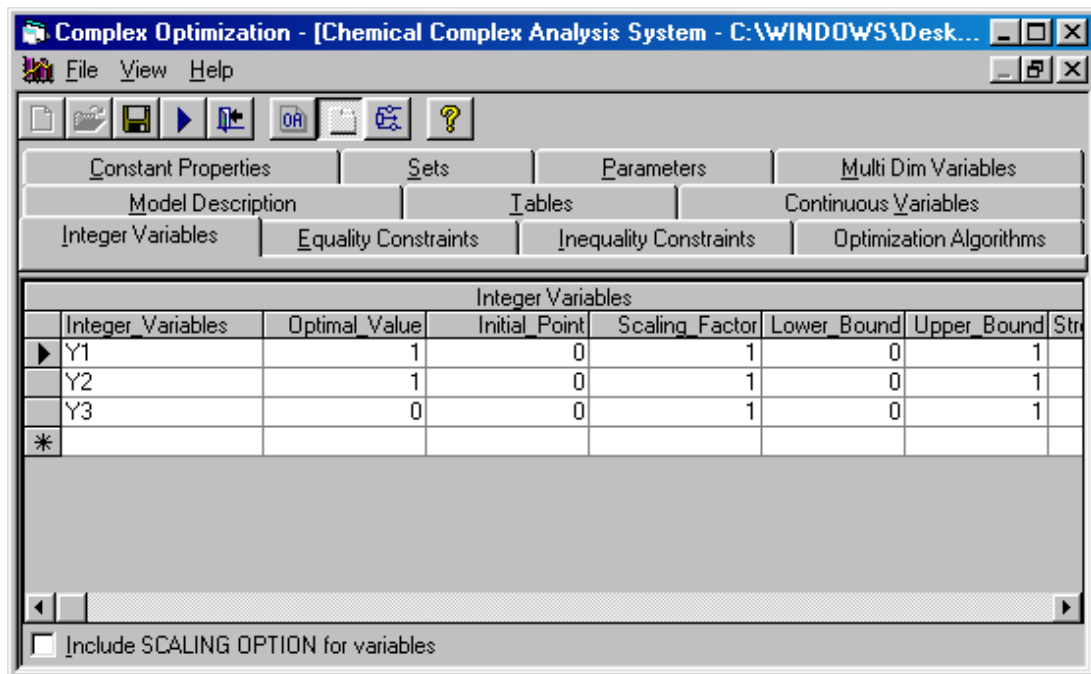 Complex Optimization - [Chemical Complex Analysis System - C:\WINDOWS\Desk...
File View Help
OA
Constant Properties Sets Parameters Multi Dim Variables
Model Description Tables Continuous Variables
Integer Variables Equality Constraints Inequality Constraints Optimization Algorithms
Integer Variables
Integer_Variables Optimal_Value Initial_Point Scaling_Factor Lower_Bound Upper_Bound
Y1 1 0 1 0 1
Y2 1 0 1 0 1
Y3 0 0 1 0 1
Include SCALING OPTION for variables